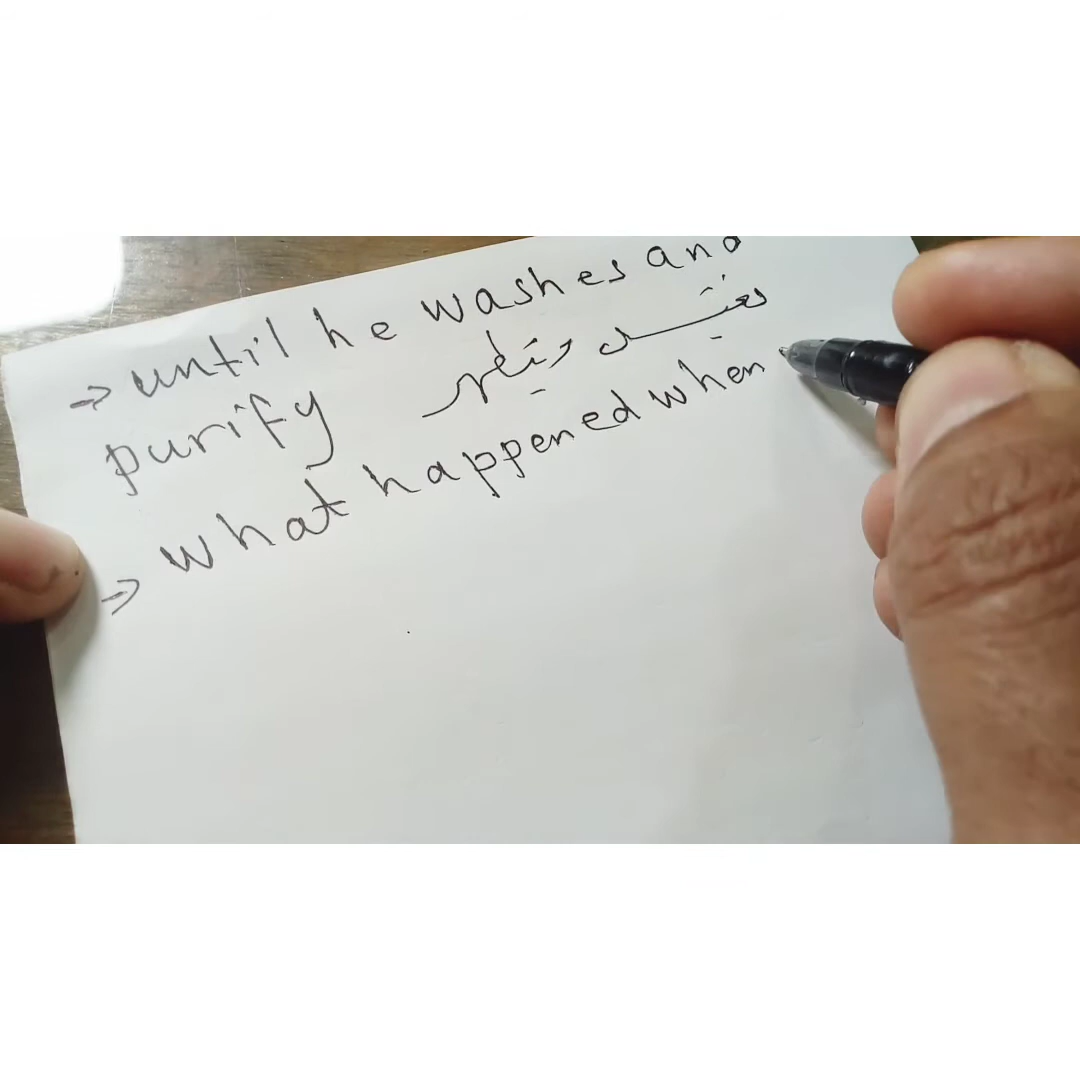 → until he washes and
purify يغتسل ويتطهر
→ what happened when